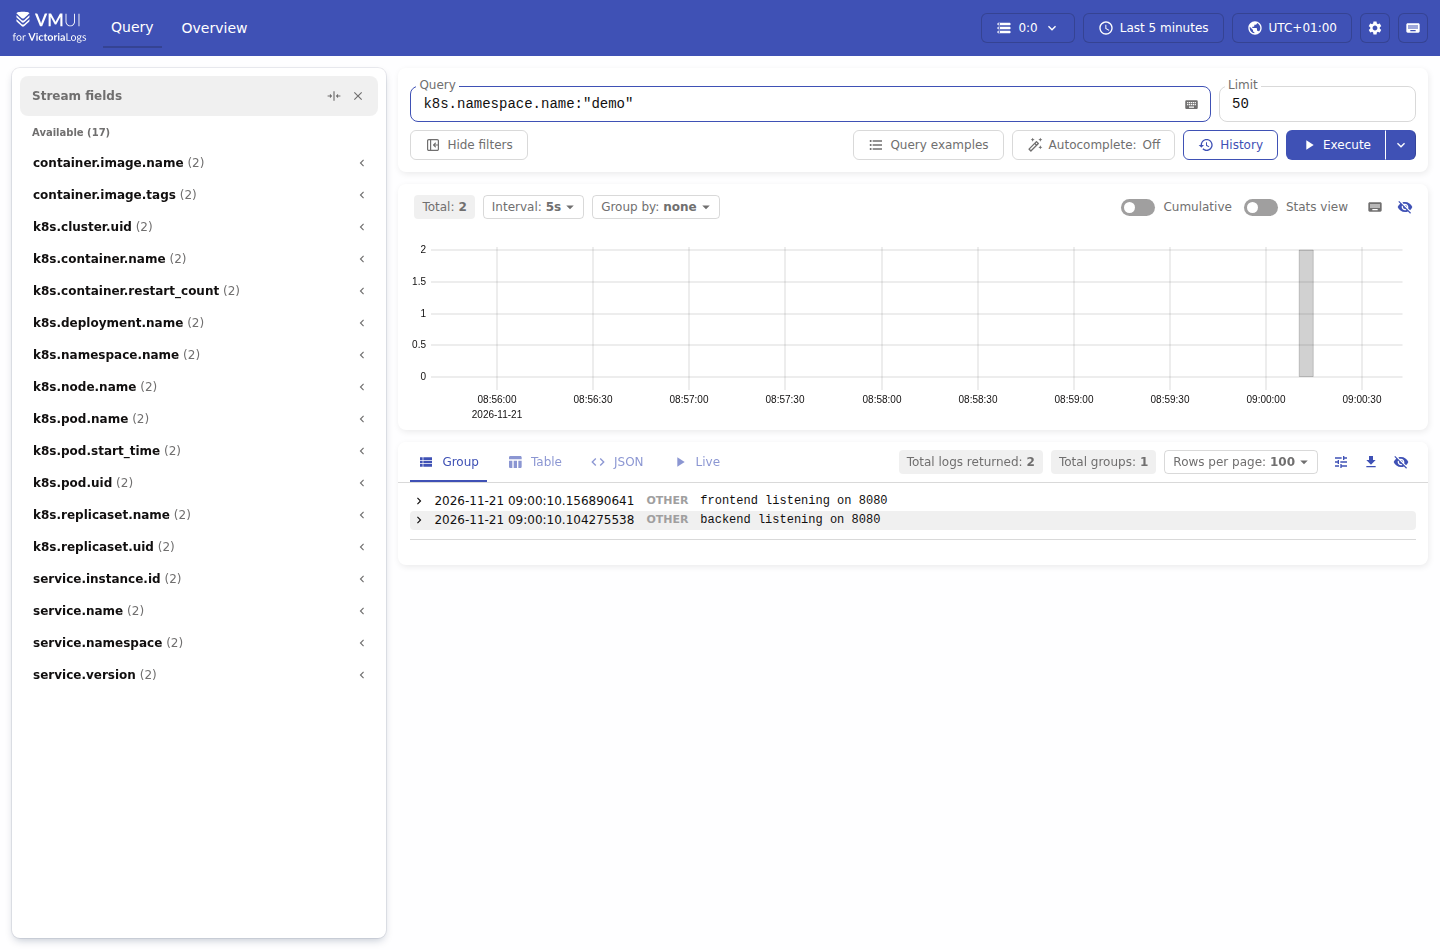 VMUI
for VictoriaLogs
Query
Overview
0:0
Last 5 minutes
UTC+01:00
Stream fields
Available (17)
container.image.name (2)
container.image.tags (2)
k8s.cluster.uid (2)
k8s.container.name (2)
k8s.container.restart_count (2)
k8s.deployment.name (2)
k8s.namespace.name (2)
k8s.node.name (2)
k8s.pod.name (2)
k8s.pod.start_time (2)
k8s.pod.uid (2)
k8s.replicaset.name (2)
k8s.replicaset.uid (2)
service.instance.id (2)
service.name (2)
service.namespace (2)
service.version (2)
Query
k8s.namespace.name:"demo"
Limit
50
Hide filters
Query examples
Autocomplete: Off
History
Execute
Total: 2
Interval: 5s
Group by: none
Cumulative
Stats view
2
1.5
1
0.5
0
08:56:00
2026-11-21
08:56:30
08:57:00
08:57:30
08:58:00
08:58:30
08:59:00
08:59:30
09:00:00
09:00:30
Group
Table
JSON
Live
Total logs returned: 2
Total groups: 1
Rows per page: 100
2026-11-21 09:00:10.156890641 OTHER frontend listening on 8080
2026-11-21 09:00:10.104275538 OTHER backend listening on 8080